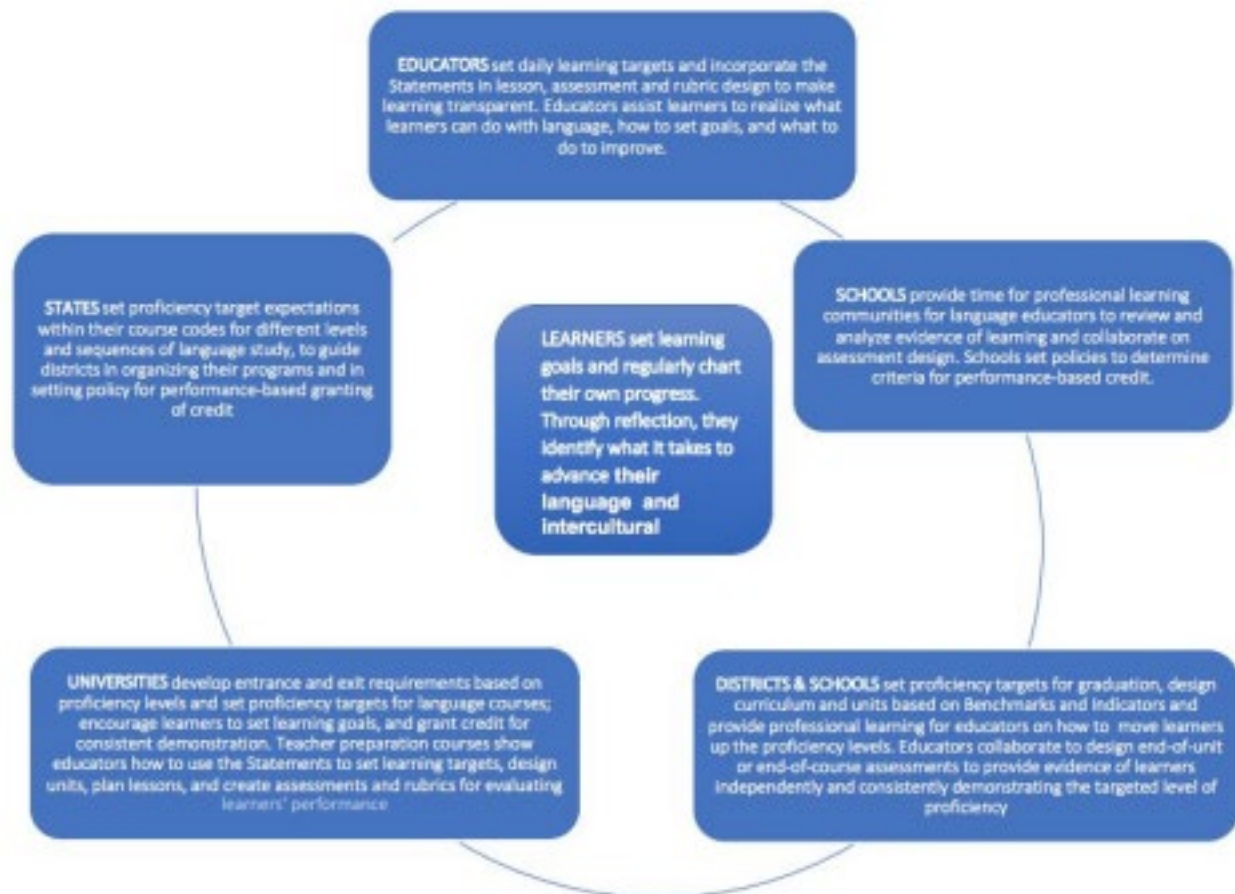 EDUCATORS set daily learning targets and incorporate the
Statements in lesson, assessment and rubric design to make
learning transparent. Educators assist learners to realize what
learners can do with language, how to set goals, and what to
do to improve.
STATES set proficiency target expectations
within their course codes for different levels
and sequences of language study, to guide
districts in organizing their programs and in
setting policy for performance-based granting
of credit
SCHOOLS provide time for professional learning
communities for language educators to review and
analyze evidence of learning and collaborate on
assessment design. Schools set policies to determine
criteria for performance-based credit.
LEARNERS set learning
goals and regularly chart
their own progress.
Through reflection, they
identify what it takes to
advance their
language and
intercultural
UNIVERSITIES develop entrance and exit requirements based on
proficiency levels and set proficiency targets for language courses;
encourage learners to set learning goals, and grant credit for
consistent demonstration. Teacher preparation courses show
educators how to use the Statements to set learning targets, design
units, plan lessons, and create assessments and rubrics for evaluating
learners' performance
DISTRICTS & SCHOOLS set proficiency targets for graduation, design
curriculum and units based on Benchmarks and Indicators and
provide professional learning for educators on how to move learners
up the proficiency levels. Educators collaborate to design end-of-unit
or end-of-course assessments to provide evidence of learners
independently and consistently demonstrating the targeted level of
proficiency